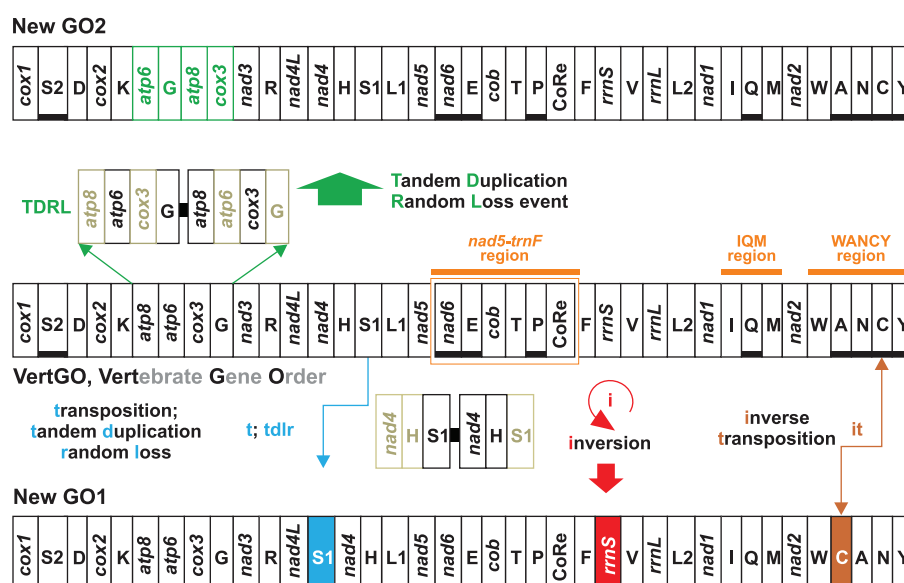 New GO2
cox1 S2 D cox2 K atp6 G atp8 cox3 nad3 R nad4L nad4 H S1 L1 nad5 nad6 E cob T P CoRe F rrnS V rrnL L2 nad1 I Q M nad2 W A N C Y
TDRL
atp8 atp6 cox3 G atp8 atp6 cox3 G
Tandem Duplication
Random Loss event
nad5-trnF
region
IQM
region
WANCY
region
cox1 S2 D cox2 K atp8 atp6 cox3 G nad3 R nad4L nad4 H S1 L1 nad5 nad6 E cob T P CoRe F rrnS V rrnL L2 nad1 I Q M nad2 W A N C Y
VertGO, Vertebrate Gene Order
transposition;
tandem duplication
random loss
t; tdlr
nad4 H S1 nad4 H S1
i
inversion
inverse
transposition
it
New GO1
cox1 S2 D cox2 K atp8 atp6 cox3 G nad3 R nad4L S1 nad4 H L1 nad5 nad6 E cob T P CoRe F rrnS V rrnL L2 nad1 I Q M nad2 W C A N Y